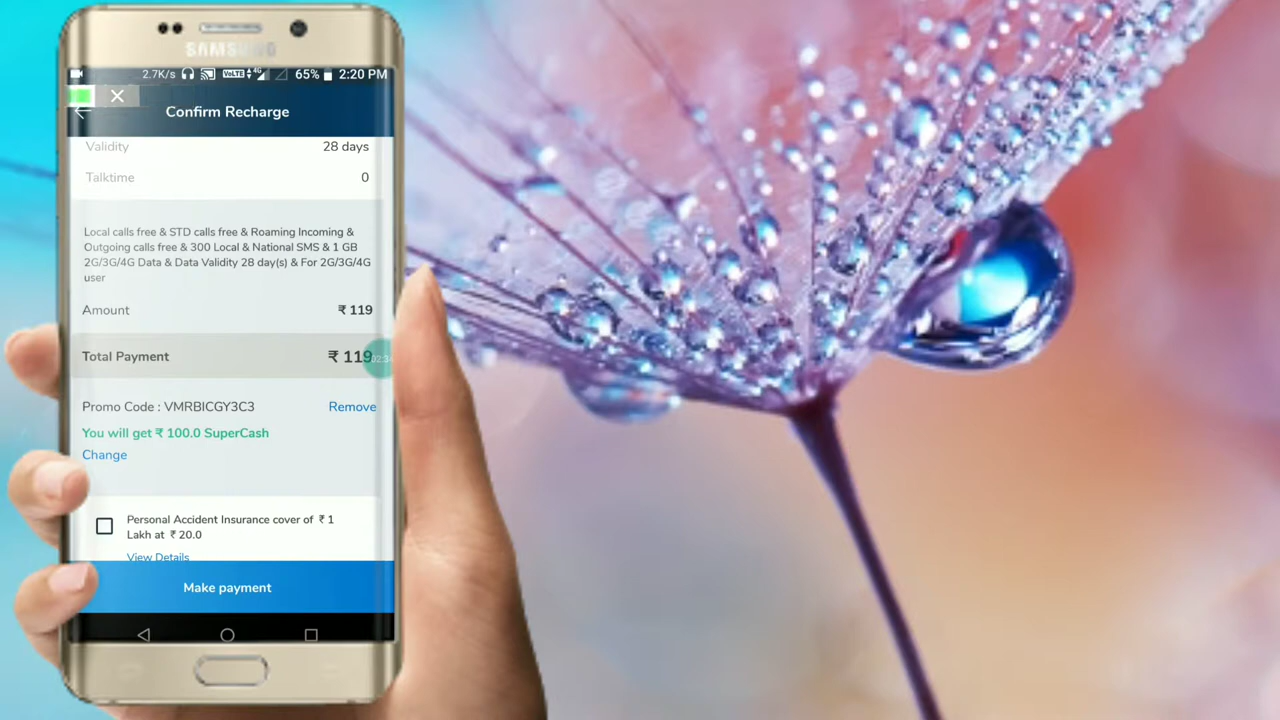 SAMSUNG
2.7K/s VoLTE 4G 65% 2:20 PM
Confirm Recharge
Validity 28 days
Talktime 0
Local calls free & STD calls free & Roaming Incoming &
Outgoing calls free & 300 Local & National SMS & 1 GB
2G/3G/4G Data & Data Validity 28 day(s) & For 2G/3G/4G
user
Amount ₹ 119
Total Payment ₹ 119
Promo Code : VMRBICGY3C3 Remove
You will get ₹ 100.0 SuperCash
Change
Personal Accident Insurance cover of ₹ 1
Lakh at ₹ 20.0
View Details
Make payment